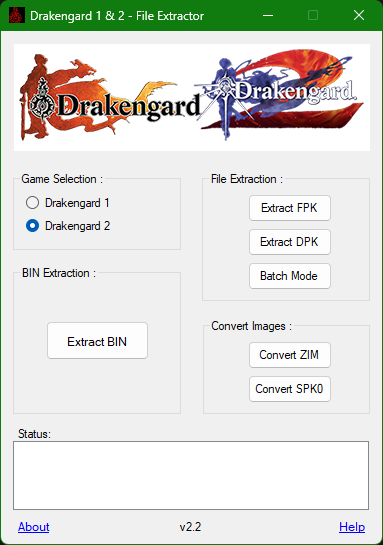 Drakengard 1 & 2 - File Extractor
Drakengard Drakengard
Game Selection :
Drakengard 1
Drakengard 2
File Extraction :
Extract FPK
Extract DPK
Batch Mode
BIN Extraction :
Extract BIN
Convert Images :
Convert ZIM
Convert SPK0
Status:
About v2.2 Help